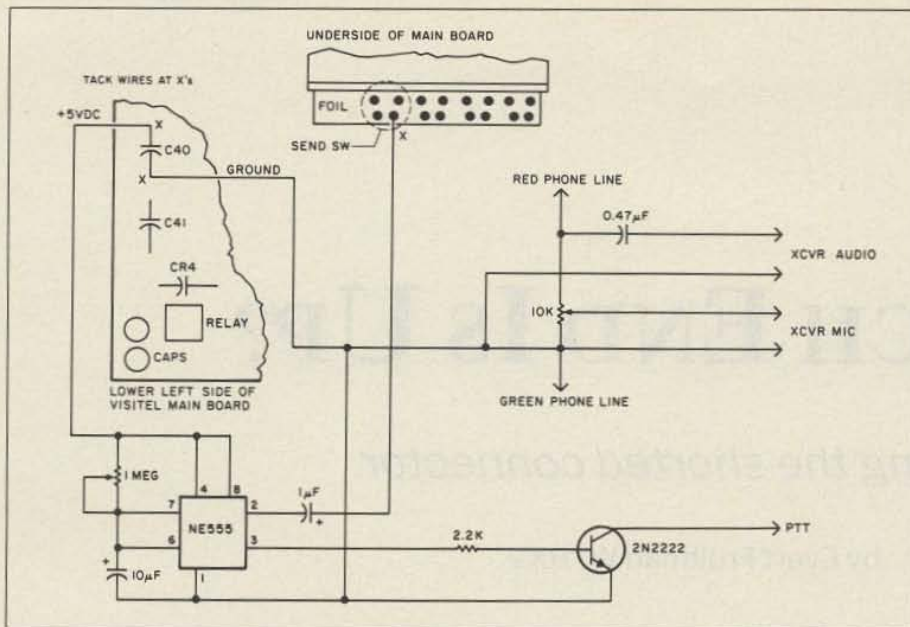 UNDERSIDE OF MAIN BOARD
TACK WIRES AT X's
+5VDC
X
C40
FOIL
X
SEND SW
X
GROUND
RED PHONE LINE
C41
0.47µF
XCVR AUDIO
CR4
10K
RELAY
XCVR MIC
CAPS
LOWER LEFT SIDE OF
VISITEL MAIN BOARD
GREEN PHONE LINE
1 MEG
4
8
1µF
7
2
+
NE555
2.2K
2N2222
PTT
6
3
+
10µF
1